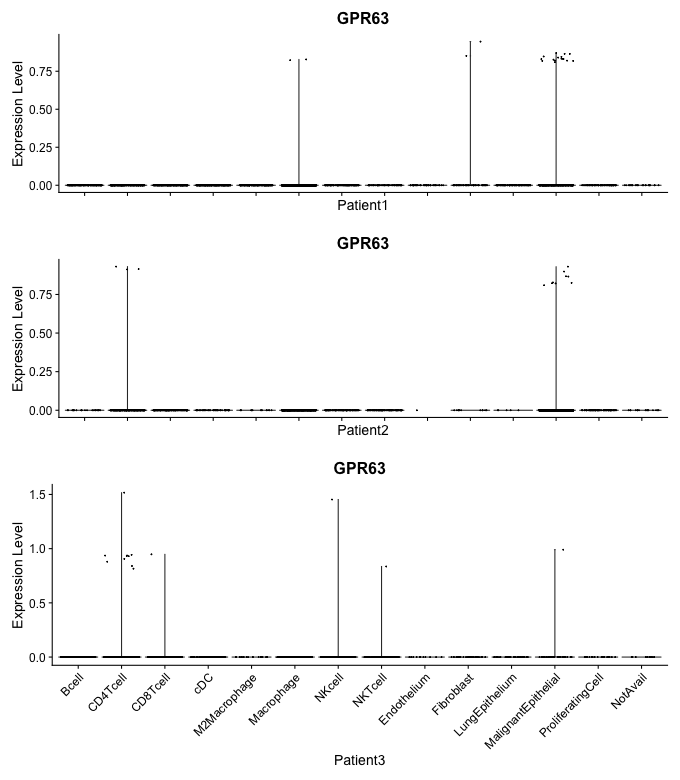 GPR63
Expression Level
0.75
0.50
0.25
0.00
Patient1
GPR63
Expression Level
0.75
0.50
0.25
0.00
Patient2
GPR63
Expression Level
1.5
1.0
0.5
0.0
Bcell
CD4Tcell
CD8Tcell
cDC
M2Macrophage
Macrophage
NKcell
NKTcell
Endothelium
Fibroblast
LungEpithelium
MalignantEpithelial
ProliferatingCell
NotAvail
Patient3